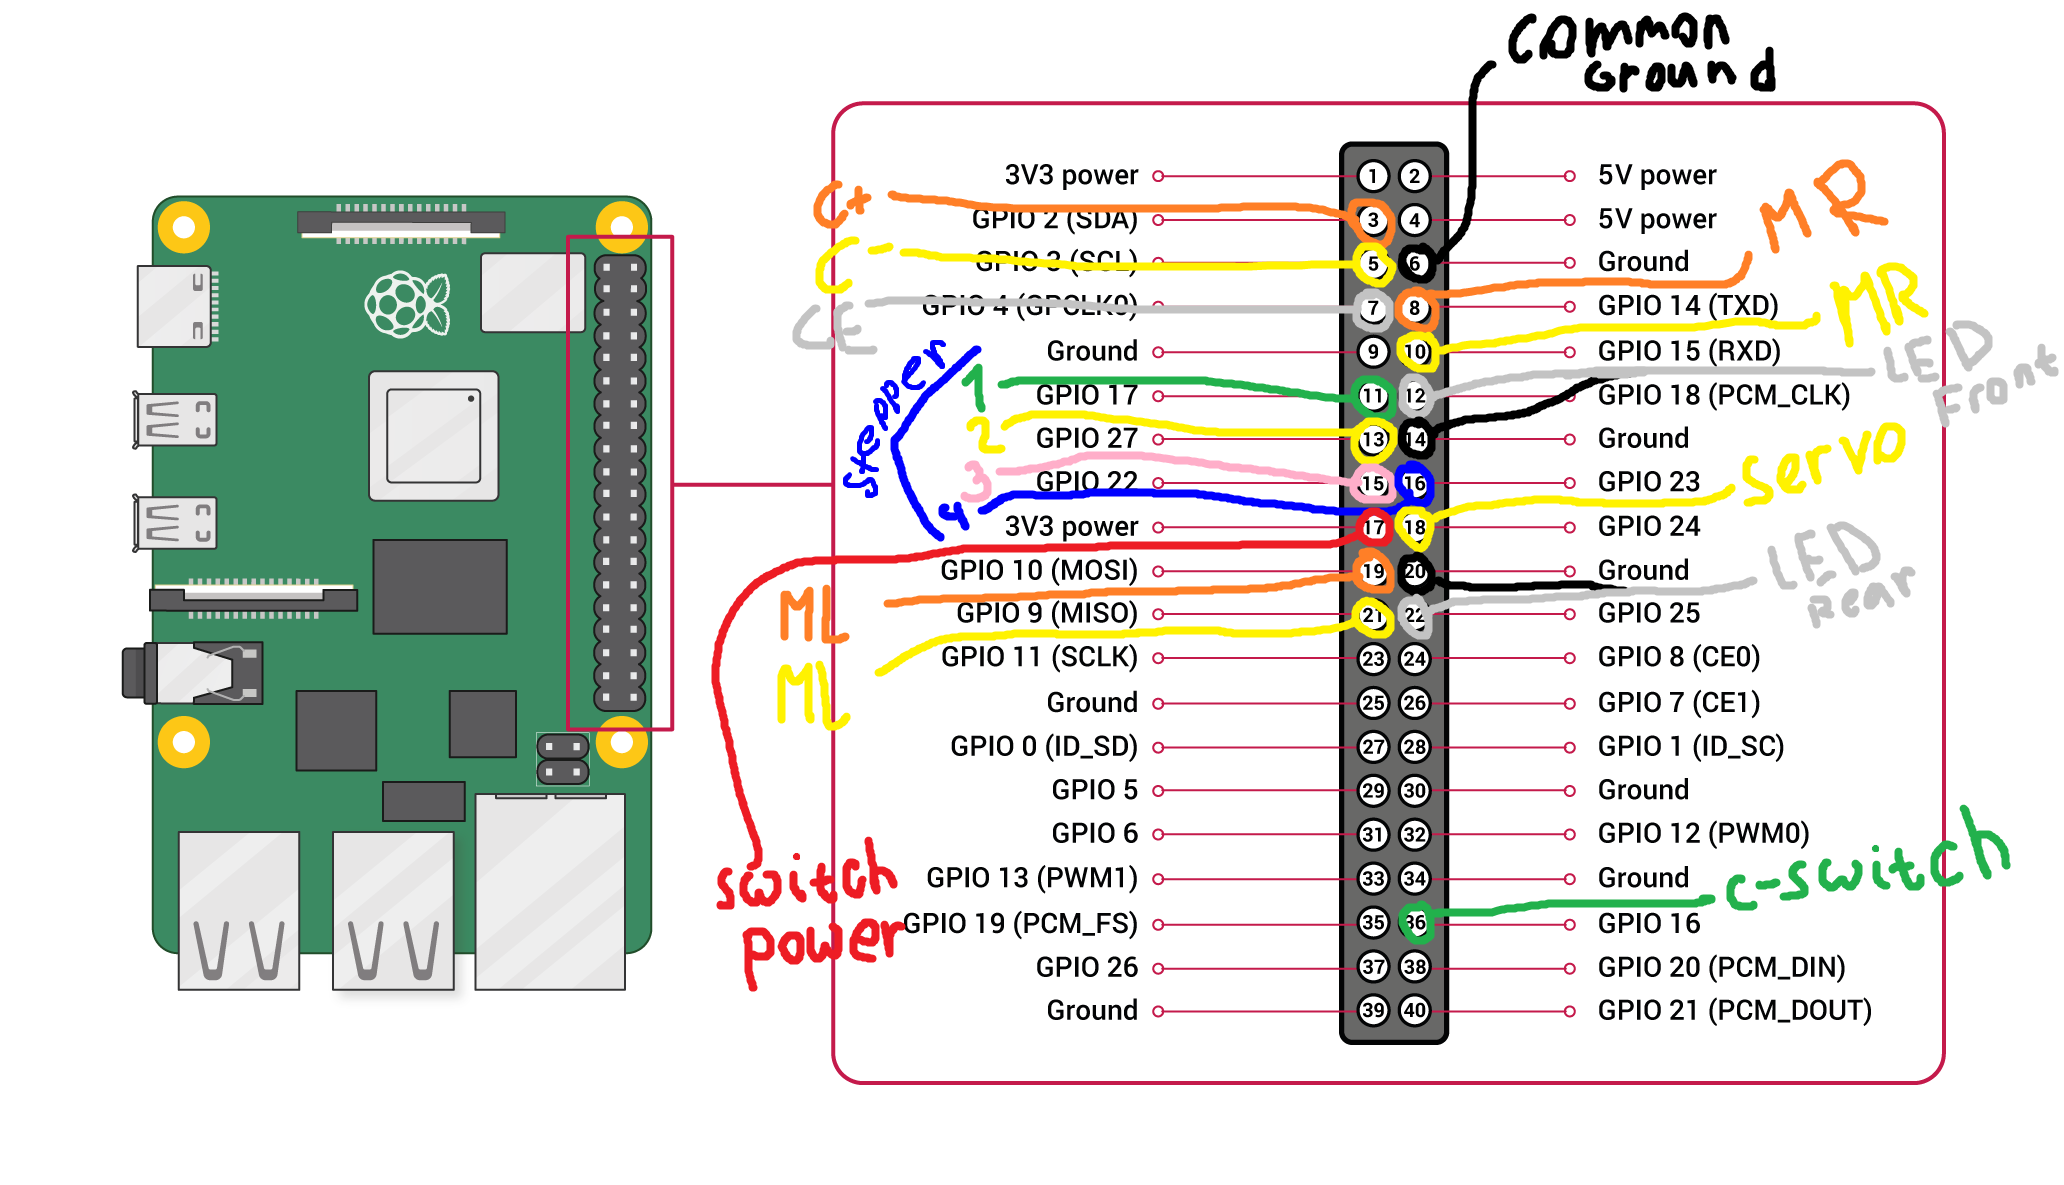 common
Ground
3V3 power 1 2 5V power
C+ GPIO 2 (SDA) 3 4 5V power MR
C- GPIO 3 (SCL) 5 6 Ground
CE GPIO 4 (GPCLK0) 7 8 GPIO 14 (TXD) MR
Ground 9 10 GPIO 15 (RXD) LED
Front
stepper
1 GPIO 17 11 12 GPIO 18 (PCM_CLK)
2 GPIO 27 13 14 Ground servo
3 GPIO 22 15 16 GPIO 23
4 3V3 power 17 18 GPIO 24
GPIO 10 (MOSI) 19 20 Ground LED
Rear
ML GPIO 9 (MISO) 21 22 GPIO 25
ML GPIO 11 (SCLK) 23 24 GPIO 8 (CE0)
Ground 25 26 GPIO 7 (CE1)
GPIO 0 (ID_SD) 27 28 GPIO 1 (ID_SC)
GPIO 5 29 30 Ground
GPIO 6 31 32 GPIO 12 (PWM0)
switch GPIO 13 (PWM1) 33 34 Ground c-switch
power GPIO 19 (PCM_FS) 35 36 GPIO 16
GPIO 26 37 38 GPIO 20 (PCM_DIN)
Ground 39 40 GPIO 21 (PCM_DOUT)